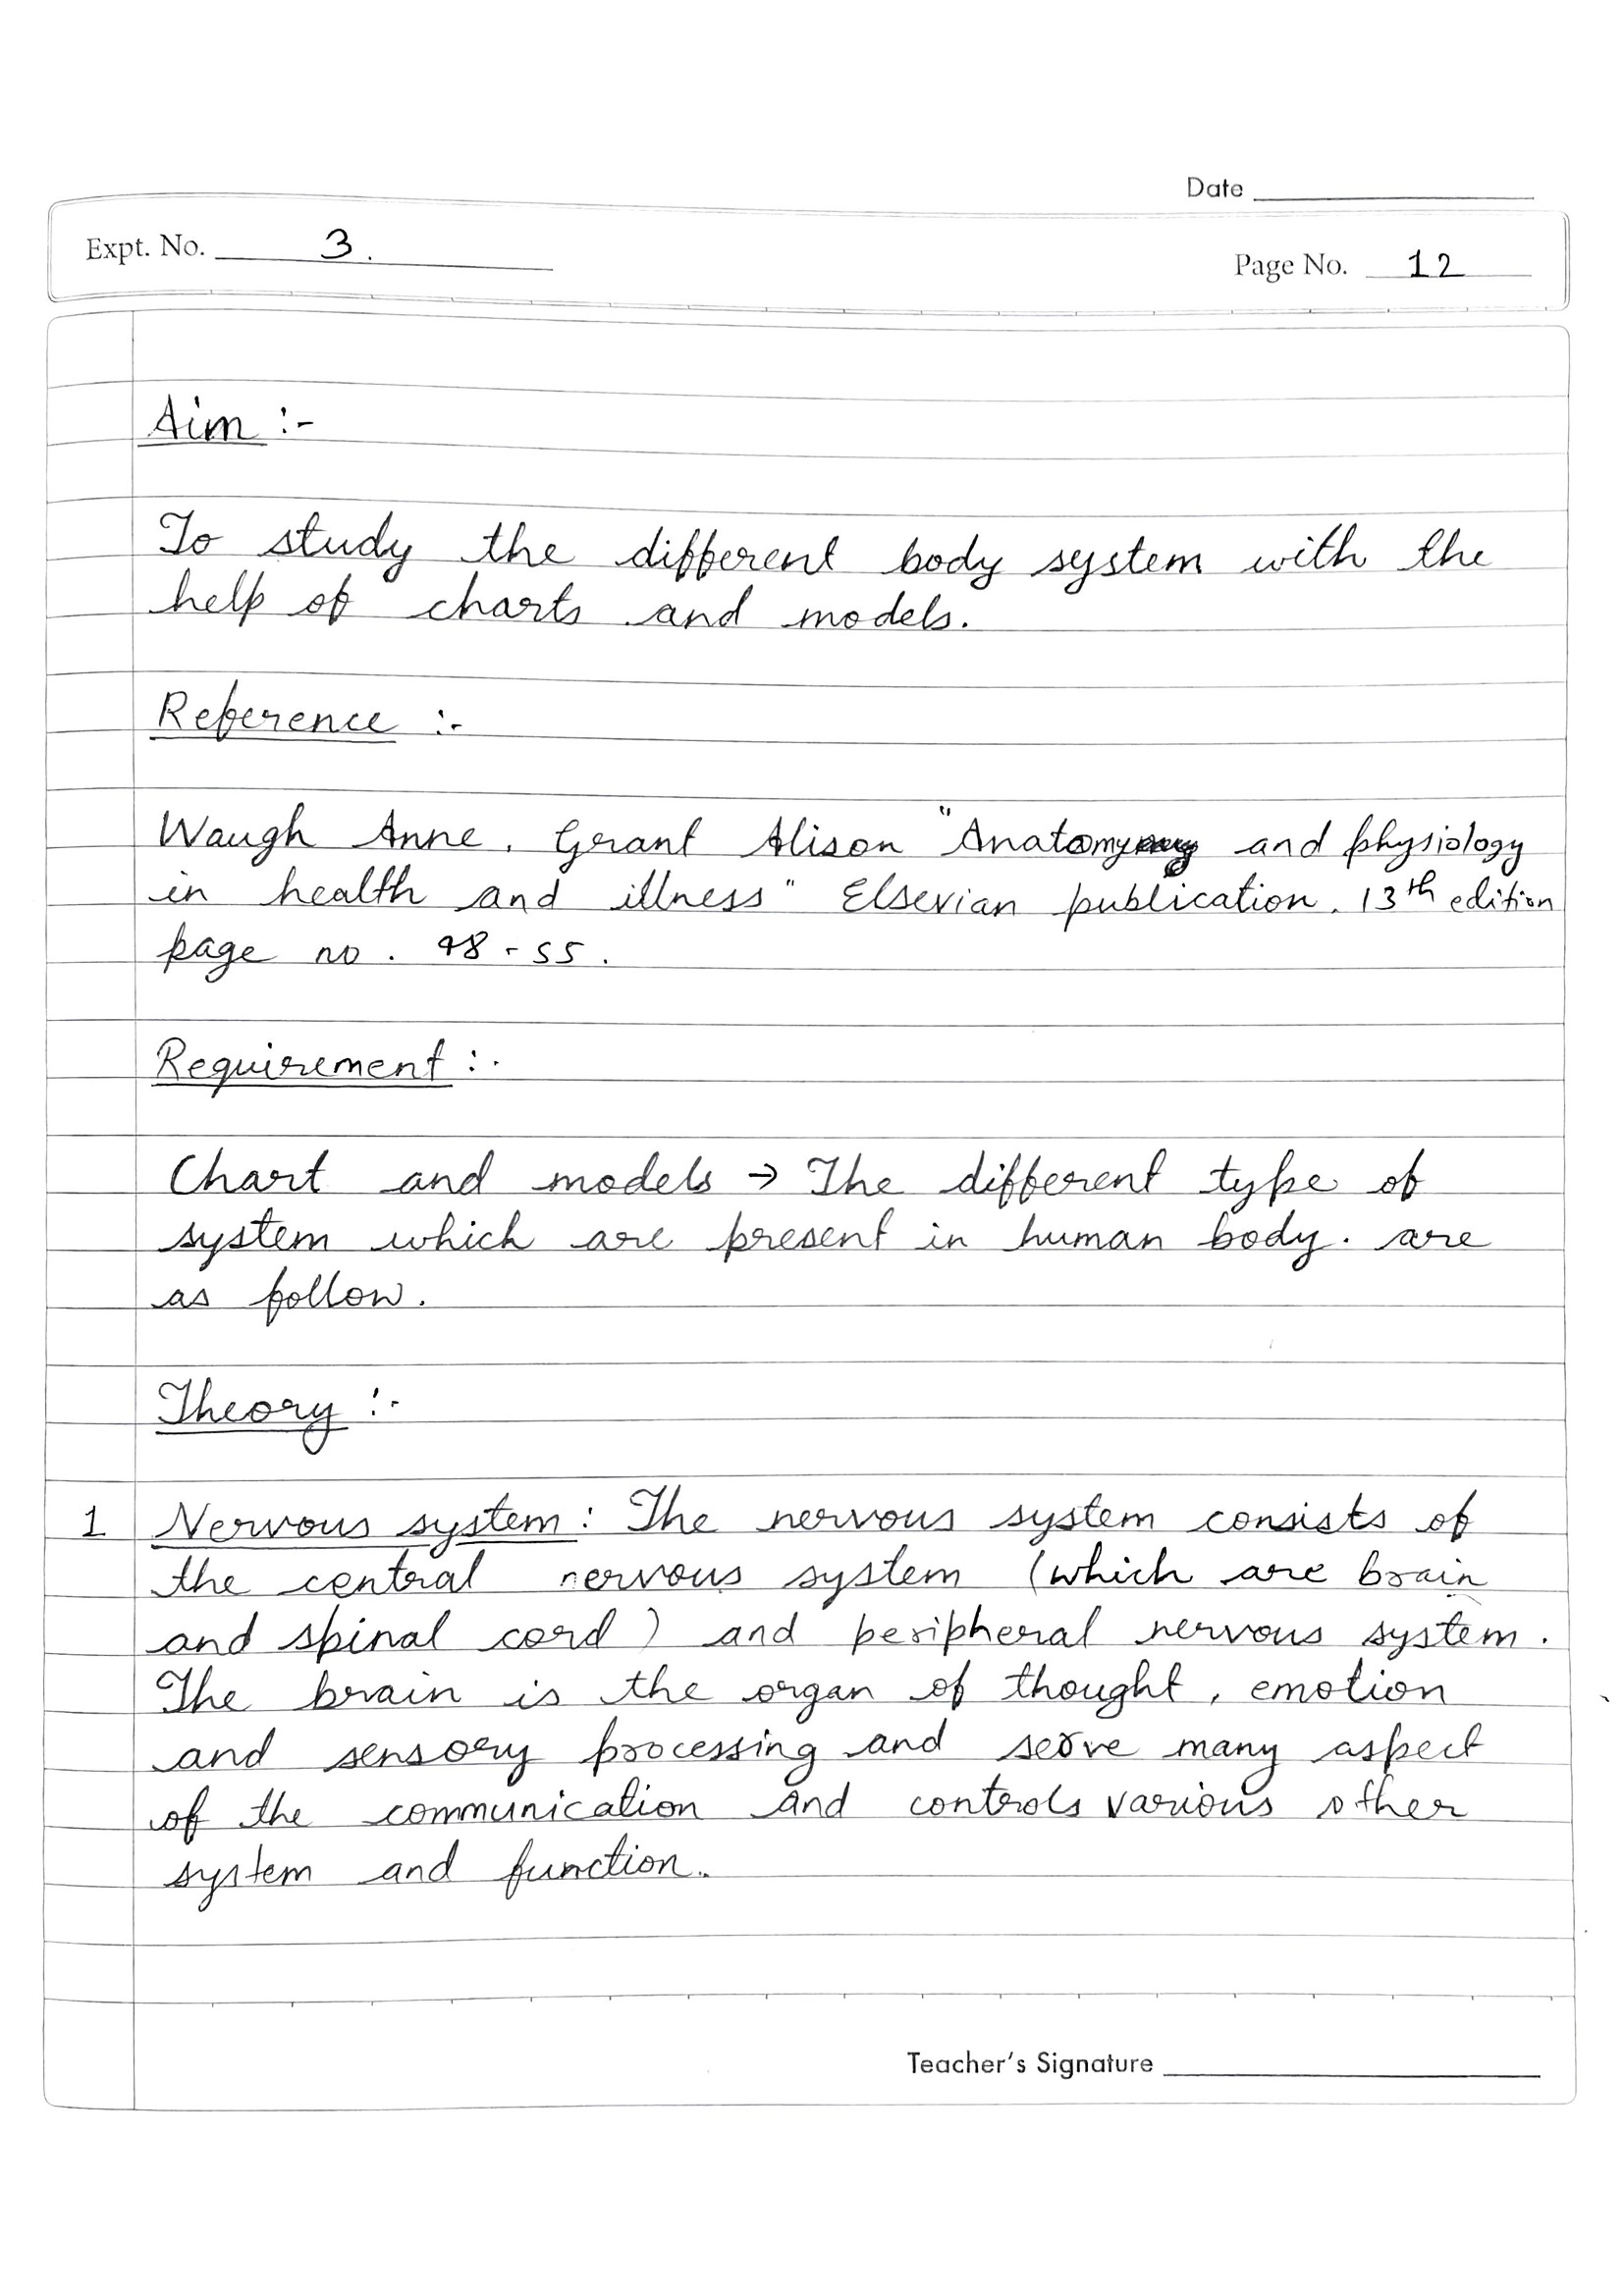 Date
Expt. No. 3.
Page No. 12
Aim :-
To study the different body system with the
help of charts and models.
Reference :-
Waugh Anne. Grant Alison "Anatomy and physiology
in health and illness" Elsevian publication. 13th edition
page no. 48-55.
Requirement :-
Chart and models → The different type of
system which are present in human body. are
as follow.
Theory :-
1 Nervous system : The nervous system consists of
the central nervous system (which are brain
and spinal cord) and peripheral nervous system.
The brain is the organ of thought, emotion
and sensory processing and serve many aspect
of the communication and controls various other
system and function.
Teacher's Signature